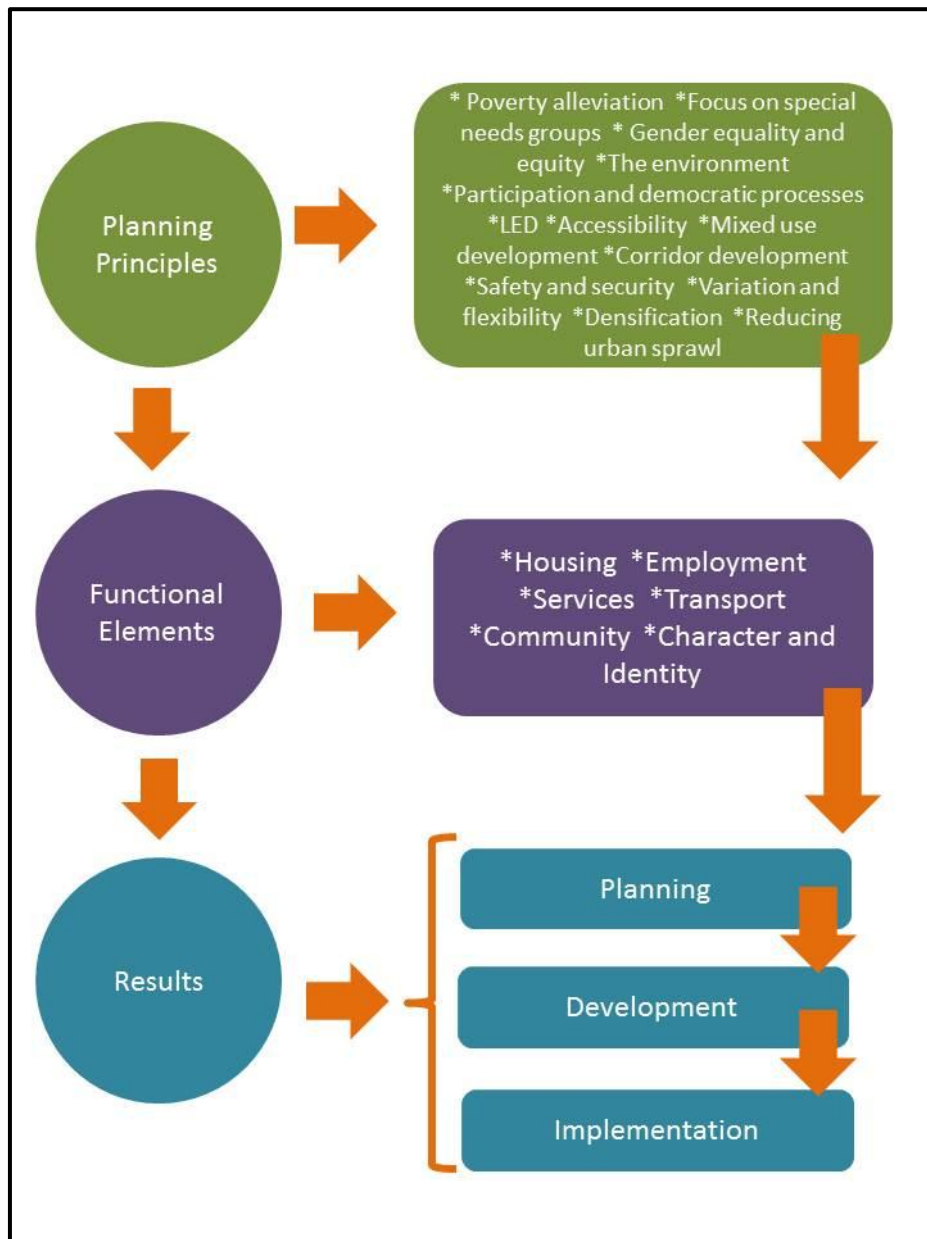 Planning
Principles
* Poverty alleviation *Focus on special
needs groups * Gender equality and
equity *The environment
*Participation and democratic processes
*LED *Accessibility *Mixed use
development *Corridor development
*Safety and security *Variation and
flexibility *Densification *Reducing
urban sprawl
Functional
Elements
*Housing *Employment
*Services *Transport
*Community *Character and
Identity
Results
Planning
Development
Implementation